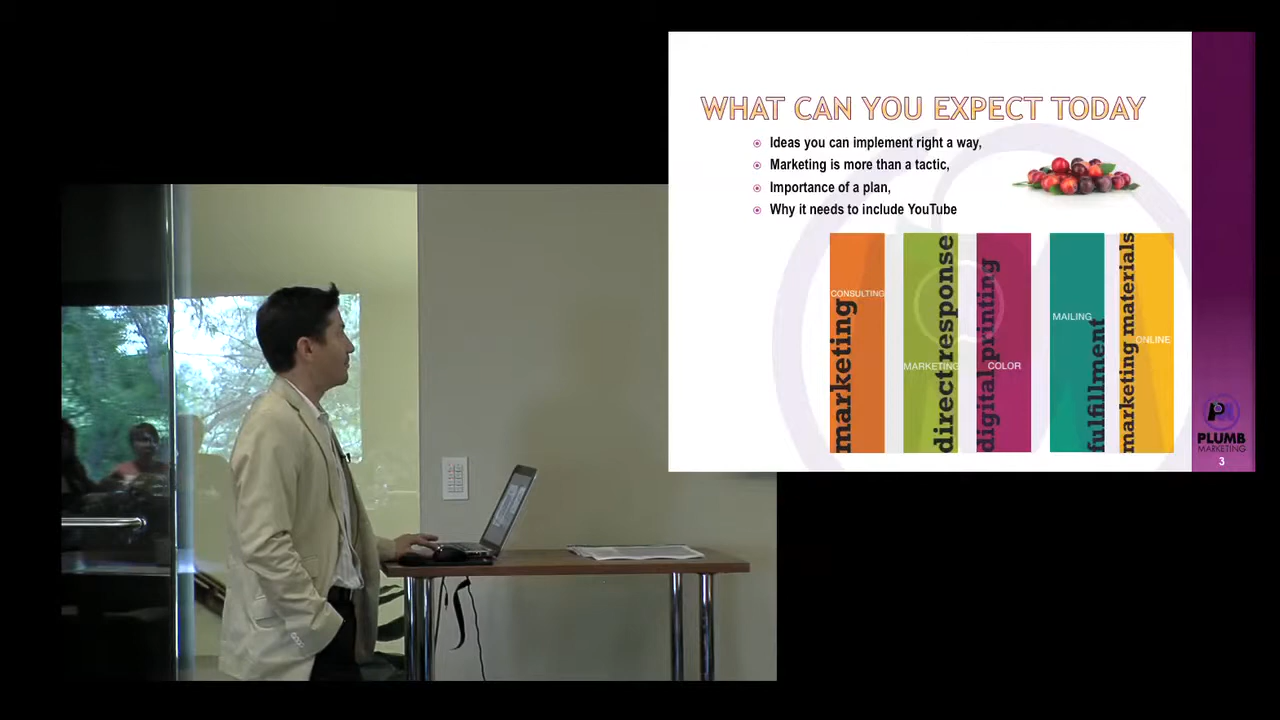 WHAT CAN YOU EXPECT TODAY
Ideas you can implement right a way,
Marketing is more than a tactic,
Importance of a plan,
Why it needs to include YouTube
CONSULTING
marketing
MARKETING
direct response
digital printing
COLOR
MAILING
fulfillment
marketing materials
ONLINE
PLUMB
MARKETING
3